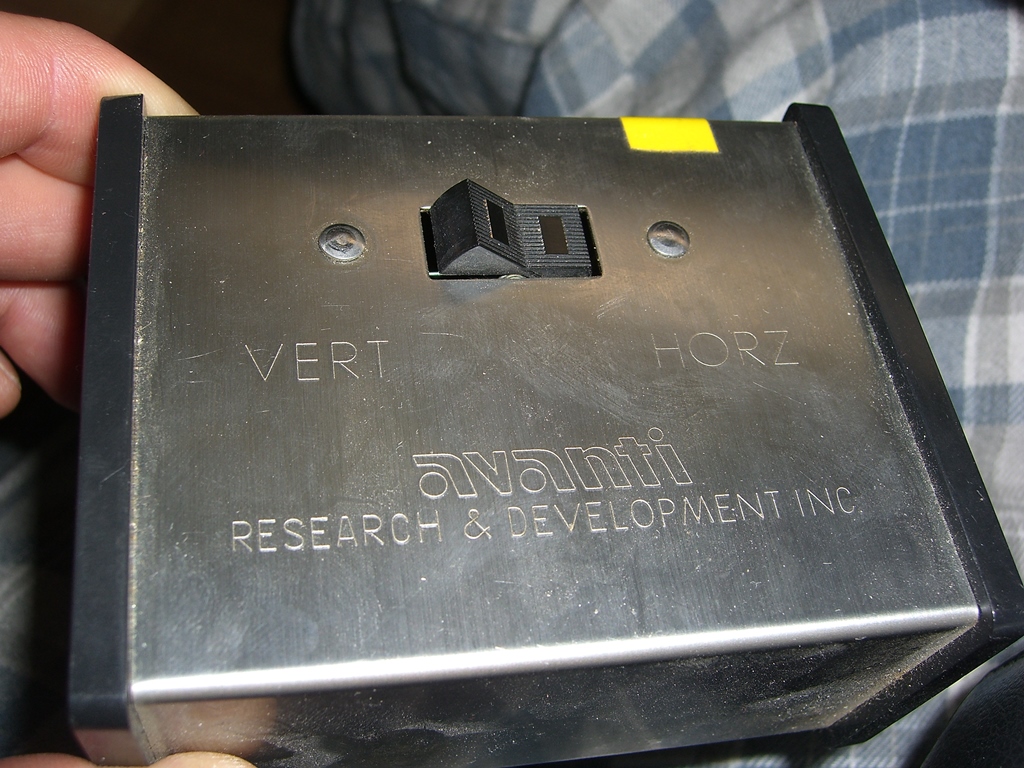 VERT HORZ
avanti
RESEARCH & DEVELOPMENT INC